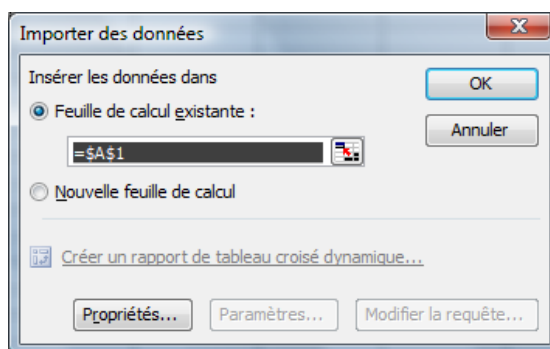 Importer des données
Insérer les données dans
OK
Feuille de calcul existante :
Annuler
=$A$1
Nouvelle feuille de calcul
Créer un rapport de tableau croisé dynamique...
Propriétés...
Paramètres...
Modifier la requête...